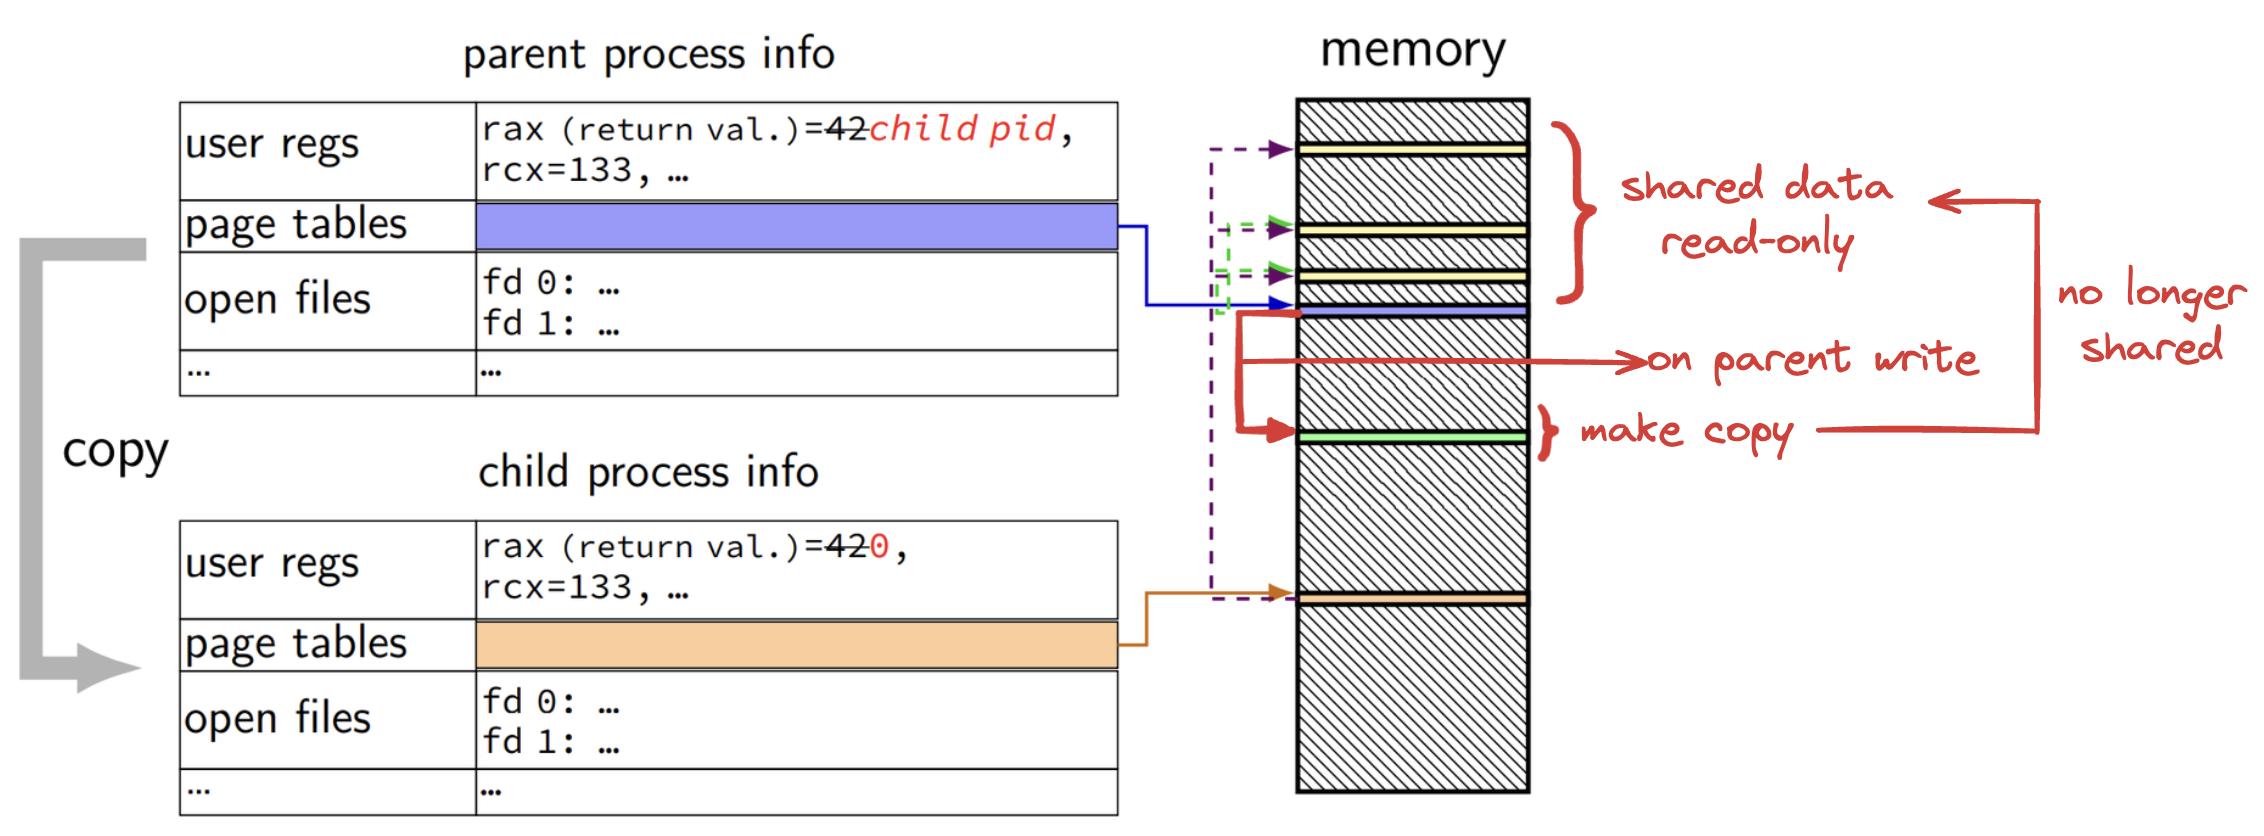 parent process info
user regs
rax (return val.)=42child pid,
rcx=133, …
page tables
open files
fd 0: …
fd 1: …
…
…
copy
child process info
user regs
rax (return val.)=420,
rcx=133, …
page tables
open files
fd 0: …
fd 1: …
…
…
memory
shared data
read-only
no longer
shared
on parent write
make copy